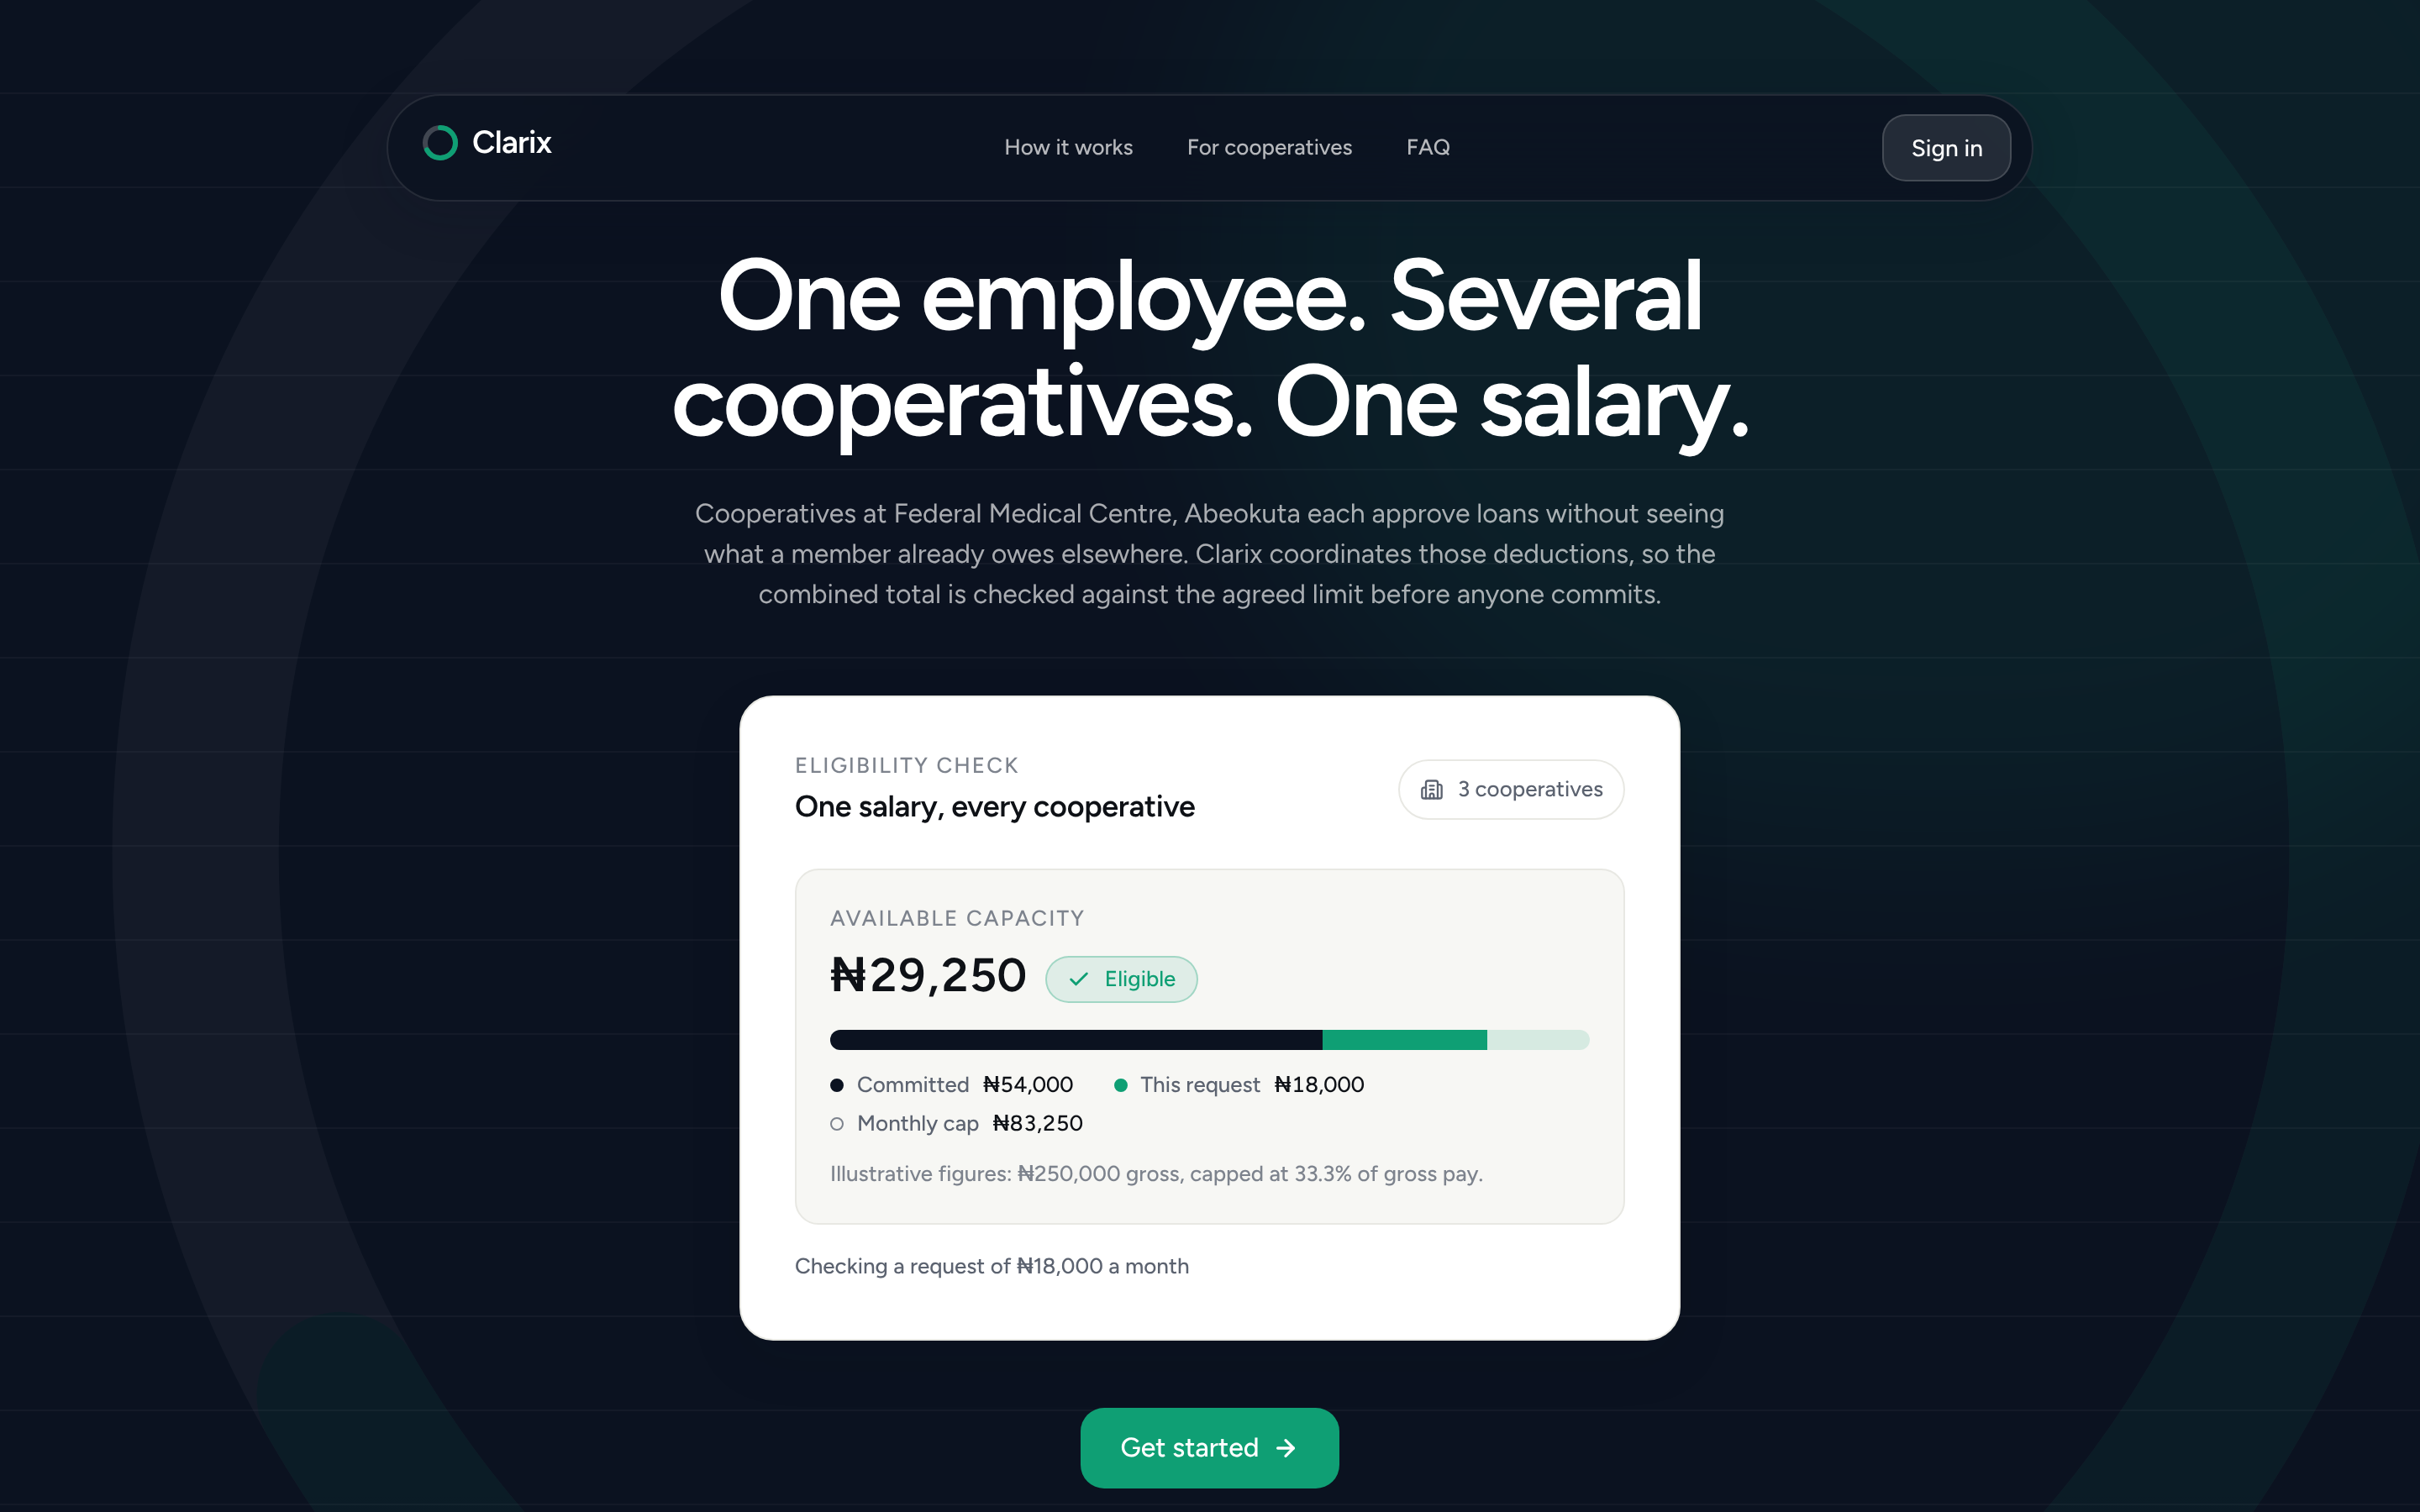 Clarix
How it works
For cooperatives
FAQ
Sign in
One employee. Several
cooperatives. One salary.
Cooperatives at Federal Medical Centre, Abeokuta each approve loans without seeing
what a member already owes elsewhere. Clarix coordinates those deductions, so the
combined total is checked against the agreed limit before anyone commits.
ELIGIBILITY CHECK
One salary, every cooperative
3 cooperatives
AVAILABLE CAPACITY
₦29,250
Eligible
Committed ₦54,000
This request ₦18,000
Monthly cap ₦83,250
Illustrative figures: ₦250,000 gross, capped at 33.3% of gross pay.
Checking a request of ₦18,000 a month
Get started →